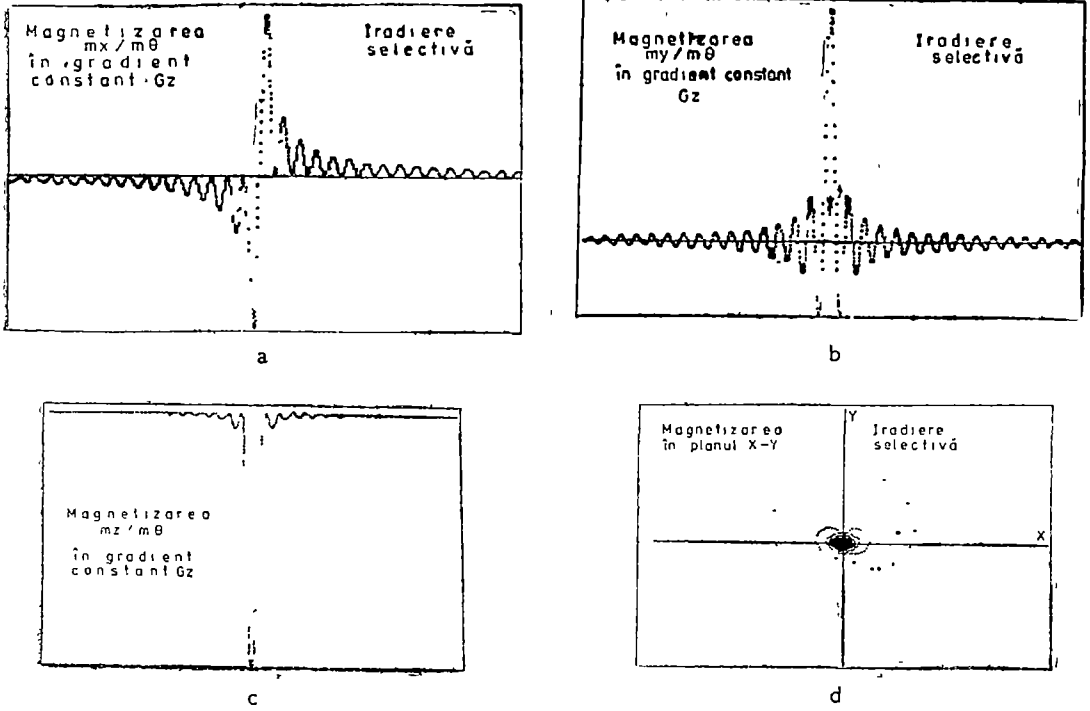 Magnetizarea
mx/mθ
în gradient
constant Gz
Iradiere
selectivă
a
Magnetizarea
my/mθ
în gradient constant
Gz
Iradiere
selectivă
b
Magnetizarea
mz/mθ
în gradient
constant Gz
c
Magnetizarea
în planul X-Y
Y
Iradiere
selectivă
X
d